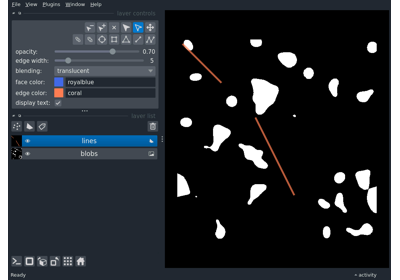 File View Plugins Window Help
layer controls
opacity: 0.70
edge width: 5
blending: translucent
face color: royalblue
edge color: coral
display text:
layer list
lines
blobs
Ready
activity